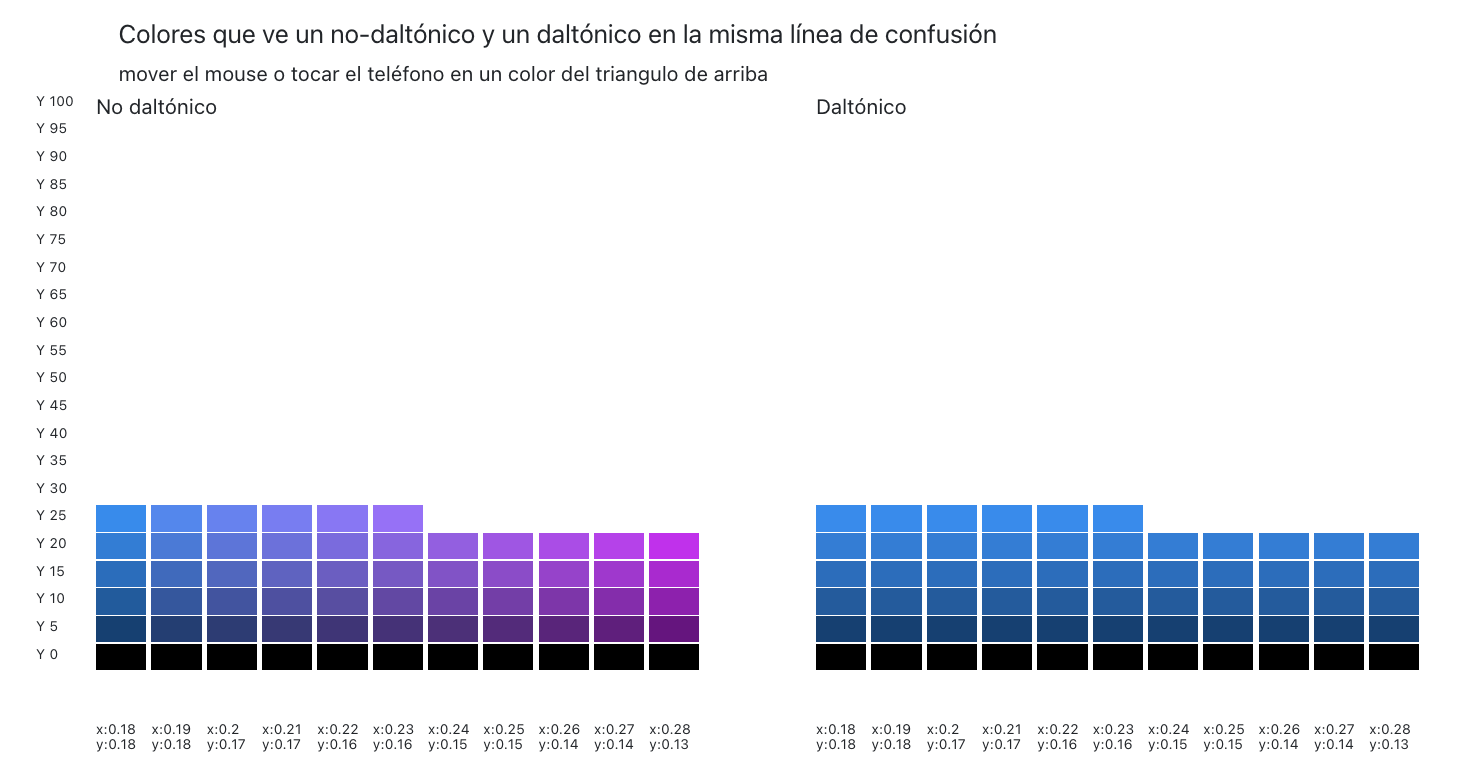 Colores que ve un no-daltónico y un daltónico en la misma línea de confusión
mover el mouse o tocar el teléfono en un color del triangulo de arriba
No daltónico
Daltónico
Y 100
Y 95
Y 90
Y 85
Y 80
Y 75
Y 70
Y 65
Y 60
Y 55
Y 50
Y 45
Y 40
Y 35
Y 30
Y 25
Y 20
Y 15
Y 10
Y 5
Y 0
x:0.18 x:0.19 x:0.2 x:0.21 x:0.22 x:0.23 x:0.24 x:0.25 x:0.26 x:0.27 x:0.28
y:0.18 y:0.18 y:0.17 y:0.17 y:0.16 y:0.16 y:0.15 y:0.15 y:0.14 y:0.14 y:0.13
x:0.18 x:0.19 x:0.2 x:0.21 x:0.22 x:0.23 x:0.24 x:0.25 x:0.26 x:0.27 x:0.28
y:0.18 y:0.18 y:0.17 y:0.17 y:0.16 y:0.16 y:0.15 y:0.15 y:0.14 y:0.14 y:0.13